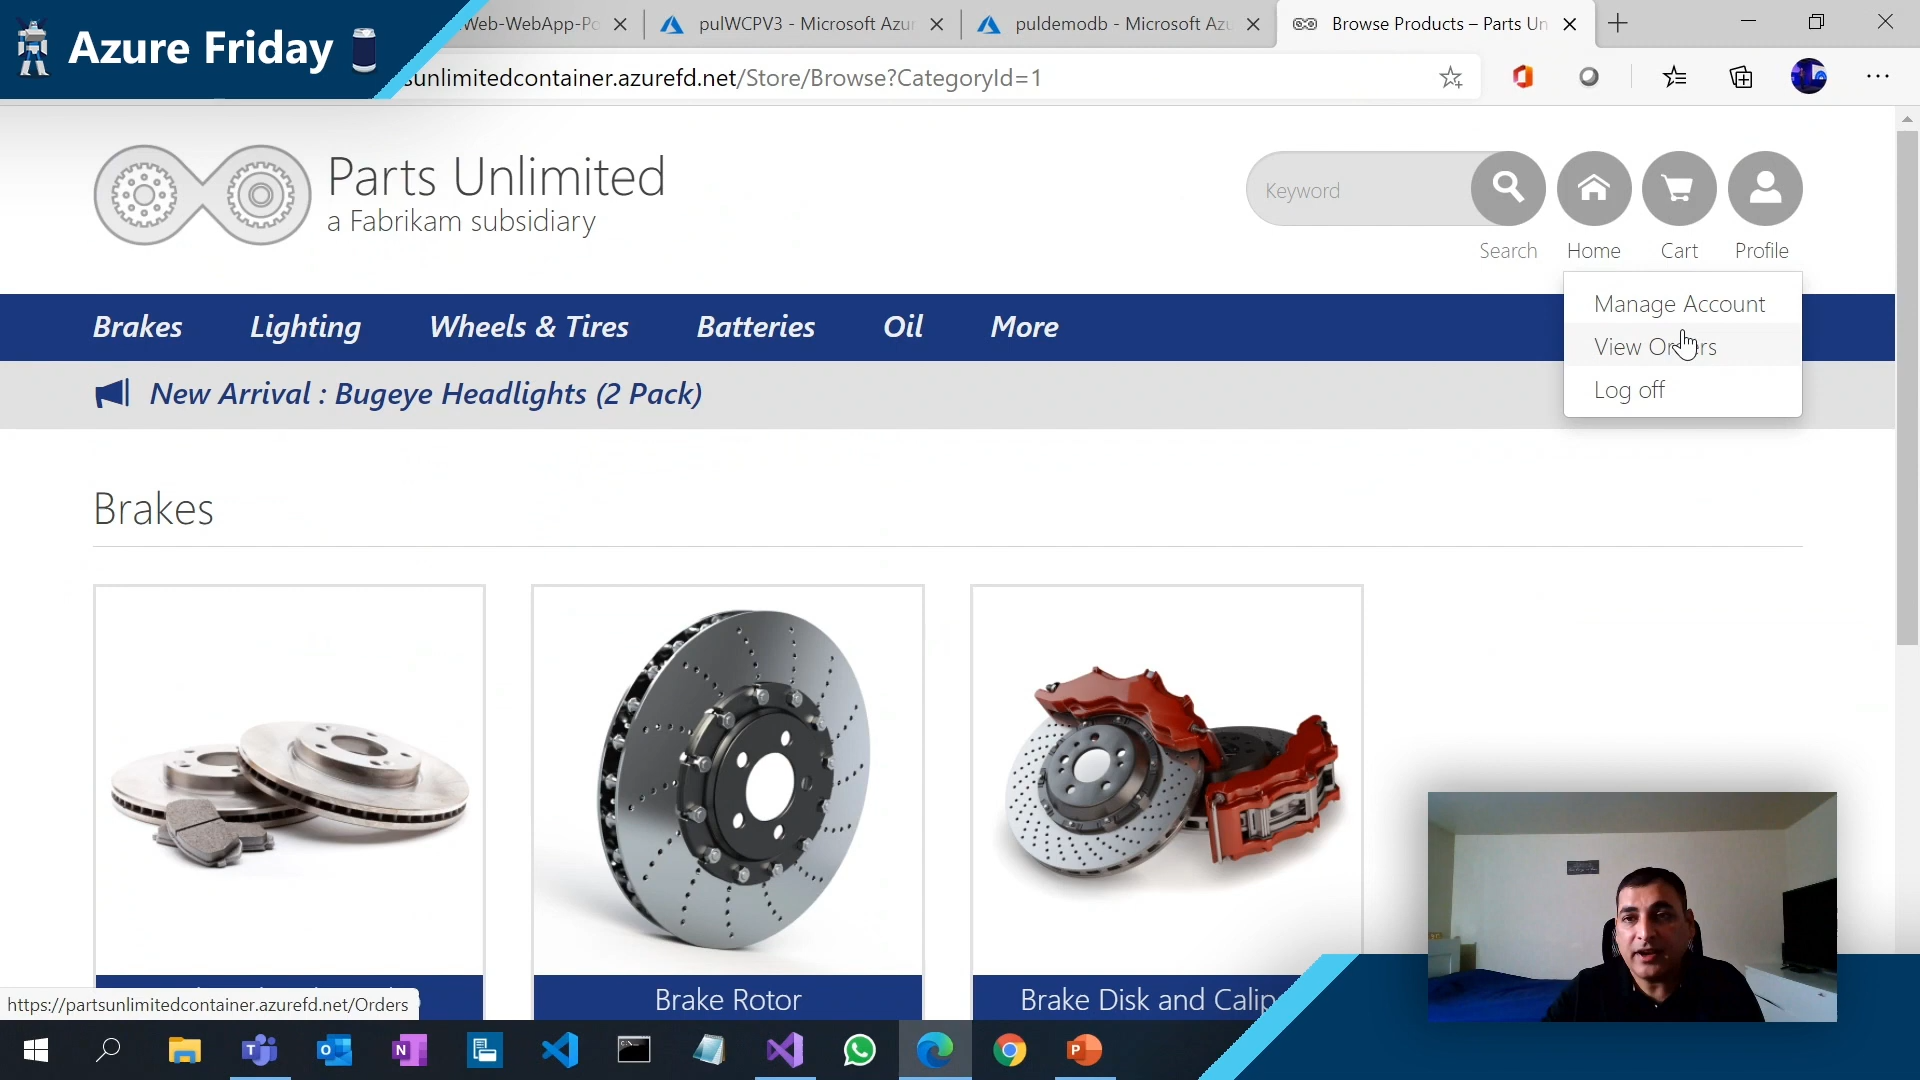 Azure Friday
Web-WebApp-Po
pulWCPV3 - Microsoft Azur
puldemodb - Microsoft Azu
Browse Products – Parts Un
sunlimitedcontainer.azurefd.net/Store/Browse?CategoryId=1
Parts Unlimited
a Fabrikam subsidiary
Keyword
Search
Home
Cart
Profile
Manage Account
View Orders
Log off
Brakes
Lighting
Wheels & Tires
Batteries
Oil
More
New Arrival : Bugeye Headlights (2 Pack)
Brakes
Brake Rotor
Brake Disk and Calip
https://partsunlimitedcontainer.azurefd.net/Orders